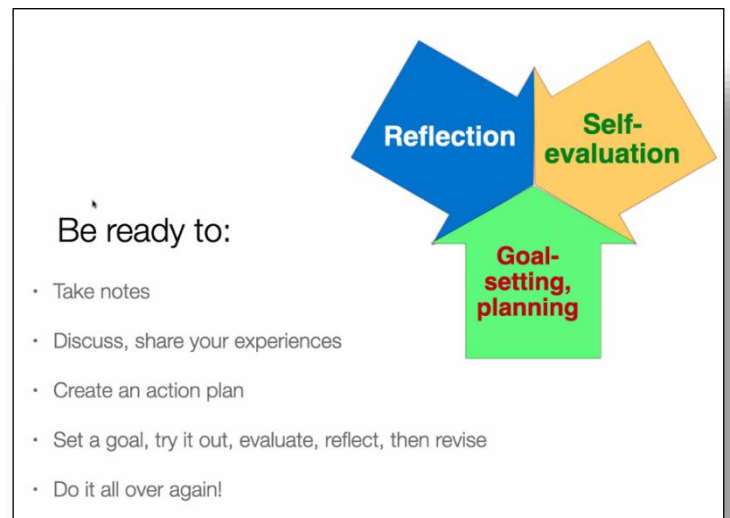 Reflection
Self-
evaluation
Goal-
setting,
planning
Be ready to:
• Take notes
• Discuss, share your experiences
• Create an action plan
• Set a goal, try it out, evaluate, reflect, then revise
• Do it all over again!